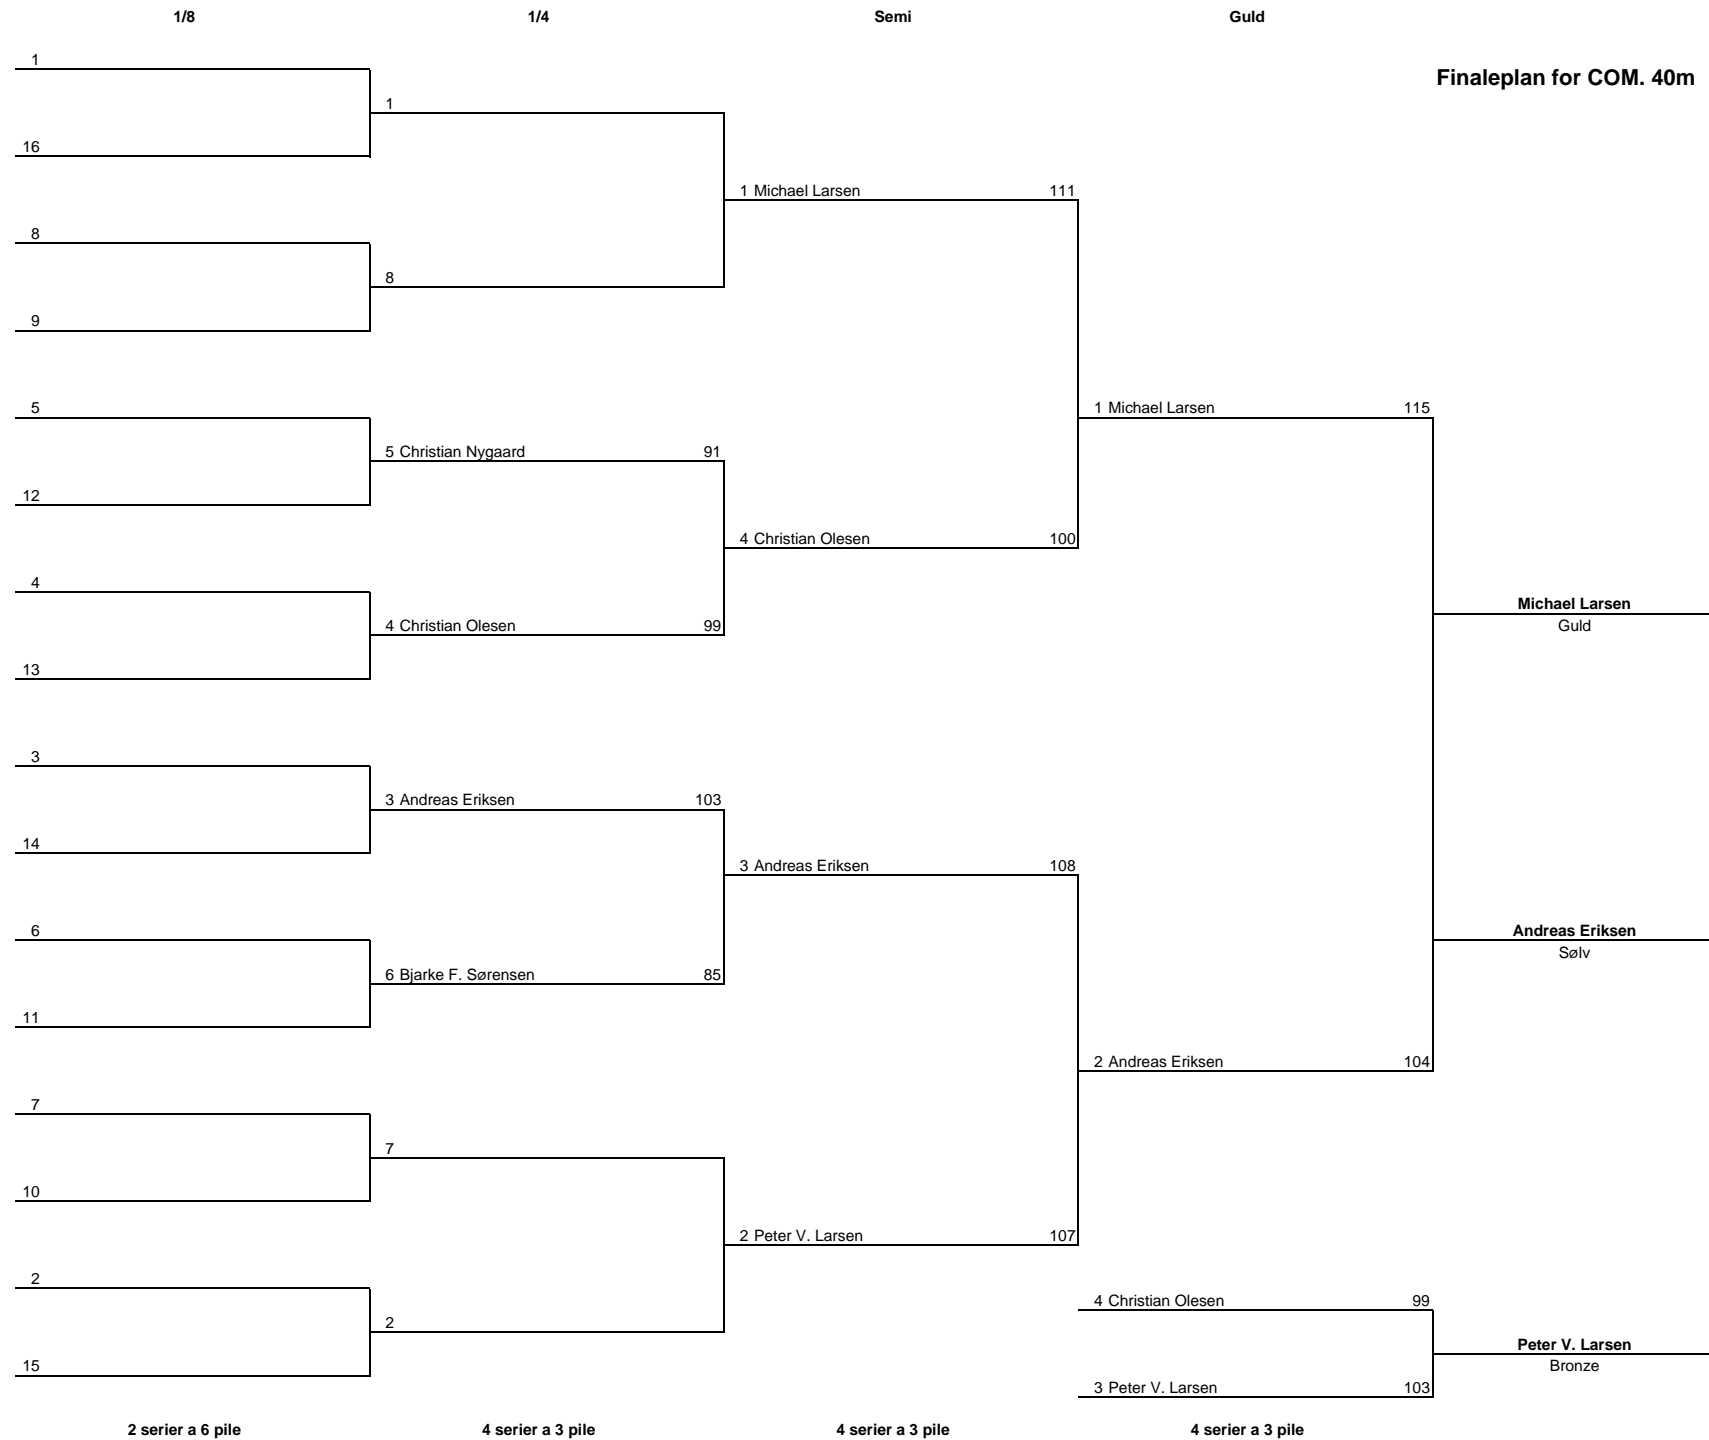 1/8 1/4 Semi Guld
Finaleplan for COM. 40m
1
1
16
1 Michael Larsen 111
8
8
9
5 1 Michael Larsen 115
5 Christian Nygaard 91
12
4 Christian Olesen 100
4
Michael Larsen
4 Christian Olesen 99 Guld
13
3
3 Andreas Eriksen 103
14
3 Andreas Eriksen 108
6 Andreas Eriksen
Sølv
6 Bjarke F. Sørensen 85
11
2 Andreas Eriksen 104
7
7
10
2 Peter V. Larsen 107
2
4 Christian Olesen 99
2
Peter V. Larsen
15 Bronze
3 Peter V. Larsen 103
2 serier a 6 pile 4 serier a 3 pile 4 serier a 3 pile 4 serier a 3 pile